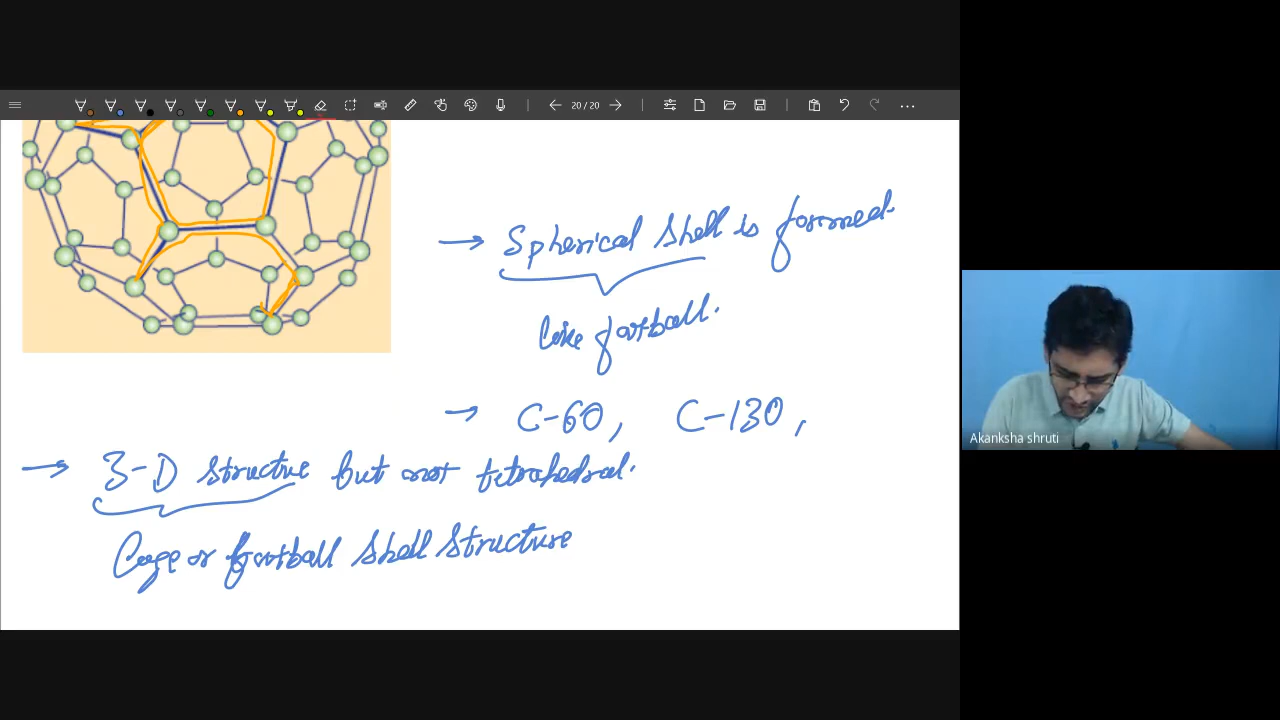 20/20
→ Spherical shell is formed.
like football.
→ C-60, C-130,
→ 3-D structure but not tetrahedral.
Cage or football shell structure
Akanksha shruti